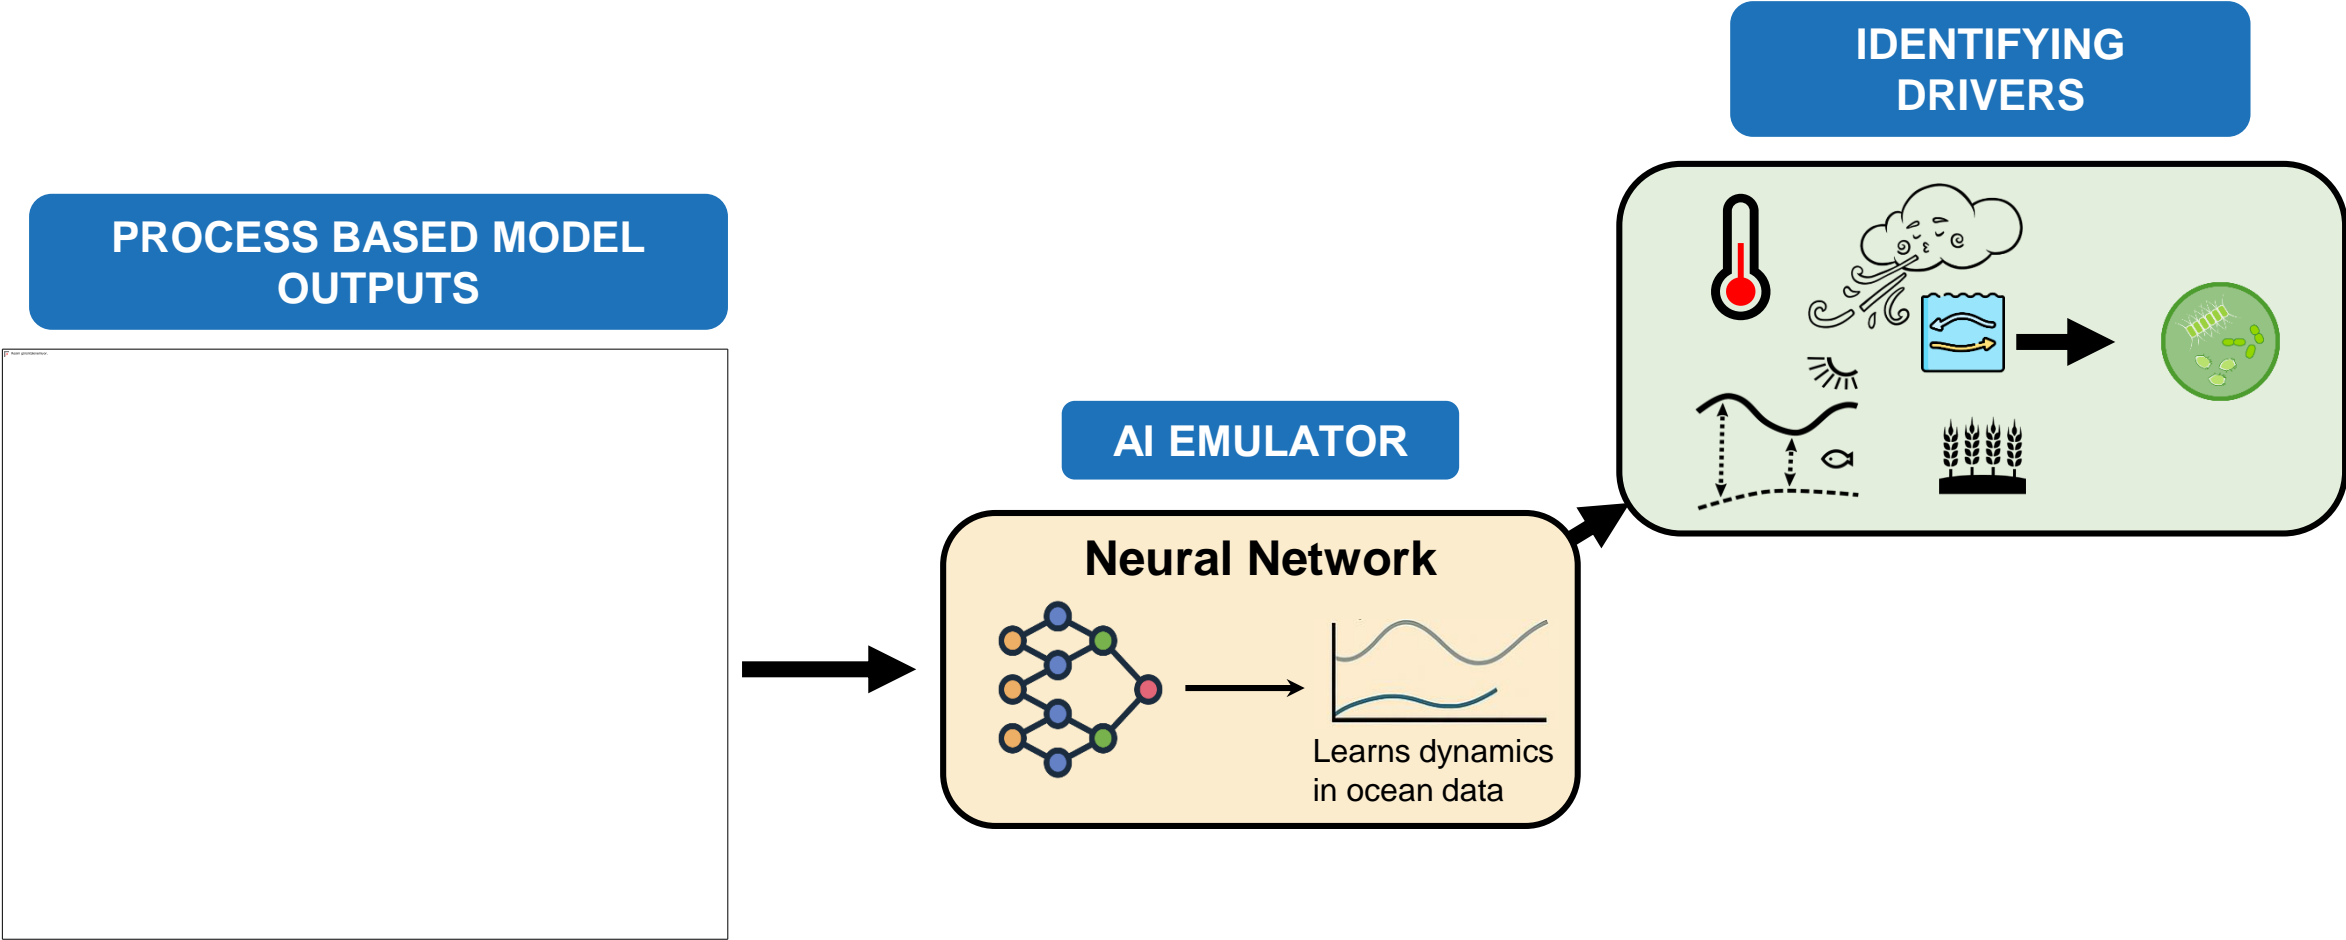 IDENTIFYING
DRIVERS
PROCESS BASED MODEL
OUTPUTS
AI EMULATOR
Neural Network
Learns dynamics
in ocean data